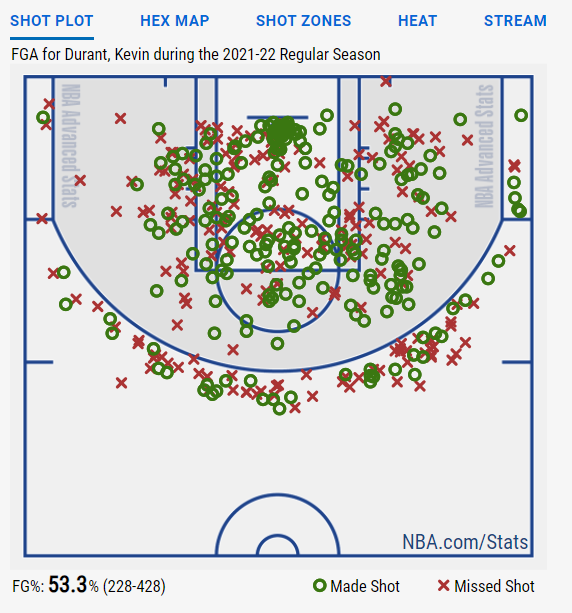 SHOT PLOT HEX MAP SHOT ZONES HEAT STREAM
FGA for Durant, Kevin during the 2021-22 Regular Season
NBA Advanced Stats
NBA Advanced Stats
NBA.com/Stats
FG%: 53.3% (228-428) Made Shot Missed Shot